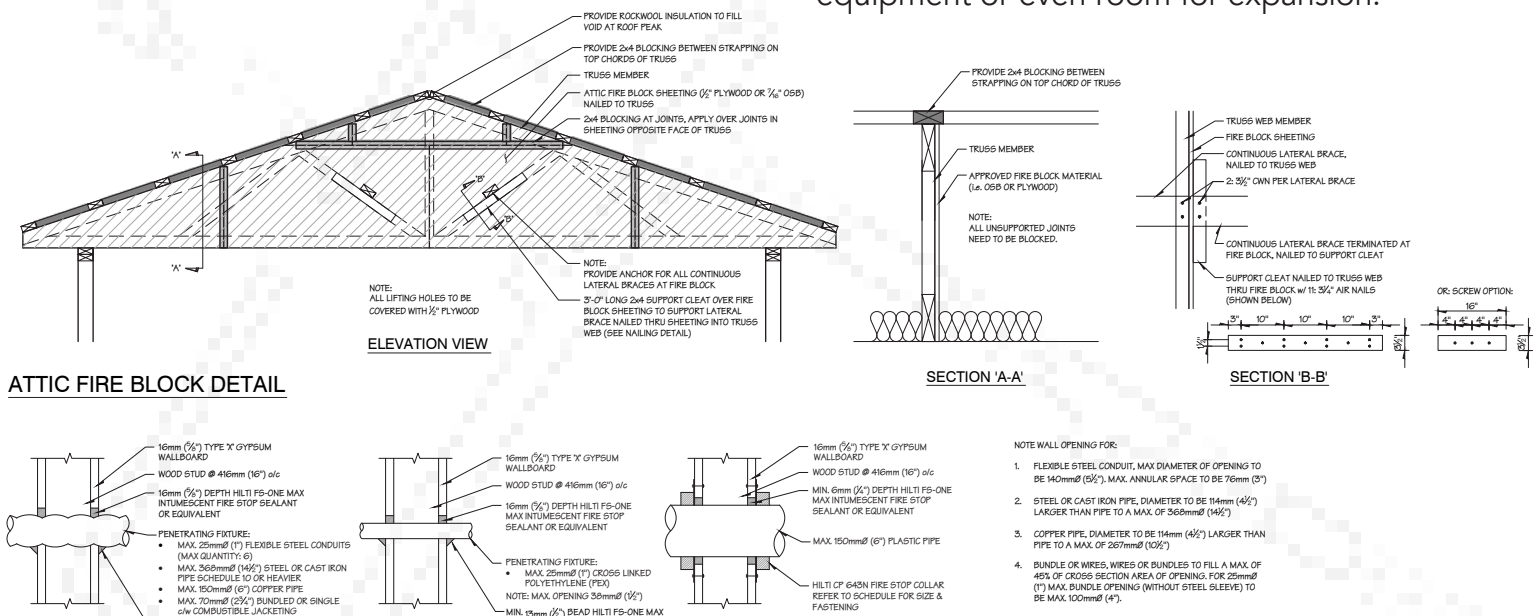 equipment or even room for expansion.
PROVIDE ROCKWOOL INSULATION TO FILL
VOID AT ROOF PEAK
PROVIDE 2x4 BLOCKING BETWEEN STRAPPING ON
TOP CHORDS OF TRUSS
TRUSS MEMBER
ATTIC FIRE BLOCK SHEETING (½" PLYWOOD OR 7/16" OSB)
NAILED TO TRUSS
2x4 BLOCKING AT JOINTS, APPLY OVER JOINTS IN
SHEETING OPPOSITE FACE OF TRUSS
"A"
"A"
"B"
"B"
NOTE:
ALL LIFTING HOLES TO BE
COVERED WITH ½" PLYWOOD
NOTE:
PROVIDE ANCHOR FOR ALL CONTINUOUS
LATERAL BRACES AT FIRE BLOCK
3'-0" LONG 2x4 SUPPORT CLEAT OVER FIRE
BLOCK SHEETING TO SUPPORT LATERAL
BRACE NAILED THRU SHEETING INTO TRUSS
WEB (SEE NAILING DETAIL)
ELEVATION VIEW
PROVIDE 2x4 BLOCKING BETWEEN
STRAPPING ON TOP CHORD OF TRUSS
TRUSS MEMBER
APPROVED FIRE BLOCK MATERIAL
(i.e. OSB OR PLYWOOD)
NOTE:
ALL UNSUPPORTED JOINTS
NEED TO BE BLOCKED.
SECTION 'A-A'
TRUSS WEB MEMBER
FIRE BLOCK SHEETING
CONTINUOUS LATERAL BRACE,
NAILED TO TRUSS WEB
2: 3½" CWN PER LATERAL BRACE
CONTINUOUS LATERAL BRACE TERMINATED AT
FIRE BLOCK, NAILED TO SUPPORT CLEAT
SUPPORT CLEAT NAILED TO TRUSS WEB
THRU FIRE BLOCK w/ 11: 3¼" AIR NAILS
(SHOWN BELOW)
OR: SCREW OPTION:
16"
3" 10" 10" 10" 3"
4" 4" 4" 4"
3½"
3½"
SECTION 'B-B'
ATTIC FIRE BLOCK DETAIL
16mm (⅝") TYPE 'X' GYPSUM
WALLBOARD
WOOD STUD @ 416mm (16") o/c
16mm (⅝") DEPTH HILTI FS-ONE MAX
INTUMESCENT FIRE STOP SEALANT
OR EQUIVALENT
PENETRATING FIXTURE:
• MAX. 25mmØ (1") FLEXIBLE STEEL CONDUITS
(MAX QUANTITY: 6)
• MAX. 368mmØ (14½") STEEL OR CAST IRON
PIPE SCHEDULE 10 OR HEAVIER
• MAX. 150mmØ (6") COPPER PIPE
• MAX. 70mmØ (2¾") BUNDLED OR SINGLE
c/w COMBUSTIBLE JACKETING
16mm (⅝") TYPE 'X' GYPSUM
WALLBOARD
WOOD STUD @ 416mm (16") o/c
16mm (⅝") DEPTH HILTI FS-ONE
MAX INTUMESCENT FIRE STOP
SEALANT OR EQUIVALENT
PENETRATING FIXTURE:
• MAX. 25mmØ (1") CROSS LINKED
POLYETHYLENE (PEX)
NOTE: MAX. OPENING 38mmØ (1½")
MIN. 13mm (½") BEAD HILTI FS-ONE MAX
16mm (⅝") TYPE 'X' GYPSUM
WALLBOARD
WOOD STUD @ 416mm (16") o/c
MIN. 6mm (¼") DEPTH HILTI FS-ONE
MAX INTUMESCENT FIRE STOP
SEALANT OR EQUIVALENT
MAX. 150mmØ (6") PLASTIC PIPE
HILTI CP 643N FIRE STOP COLLAR
REFER TO SCHEDULE FOR SIZE &
FASTENING
NOTE WALL OPENING FOR:
1. FLEXIBLE STEEL CONDUIT, MAX DIAMETER OF OPENING TO
BE 140mmØ (5½"). MAX. ANNULAR SPACE TO BE 76mm (3")
2. STEEL OR CAST IRON PIPE, DIAMETER TO BE 114mm (4½")
LARGER THAN PIPE TO A MAX. OF 368mmØ (14½")
3. COPPER PIPE, DIAMETER TO BE 114mm (4½") LARGER THAN
PIPE TO A MAX. OF 267mmØ (10½")
4. BUNDLE OR WIRES, WIRES OR BUNDLES TO FILL A MAX. OF
45% OF CROSS SECTION AREA OF OPENING. FOR 25mmØ
(1") MAX. BUNDLE OPENING (WITHOUT STEEL SLEEVE) TO
BE MAX. 100mmØ (4").